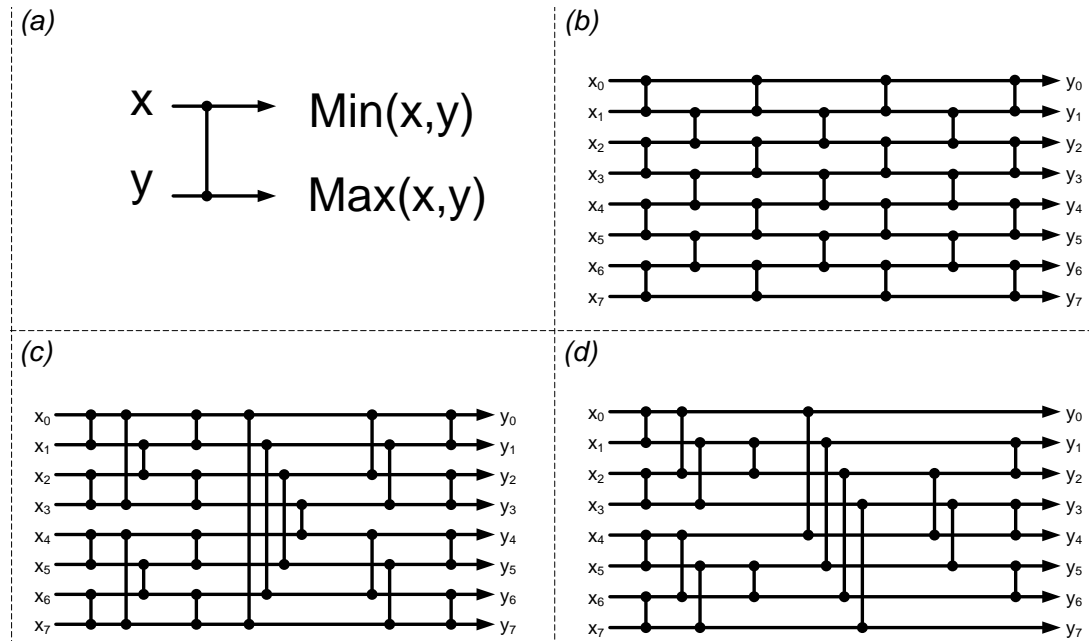 (a)
x
Min(x,y)
y
Max(x,y)
(b)
x0 y0
x1 y1
x2 y2
x3 y3
x4 y4
x5 y5
x6 y6
x7 y7
(c)
x0 y0
x1 y1
x2 y2
x3 y3
x4 y4
x5 y5
x6 y6
x7 y7
(d)
x0 y0
x1 y1
x2 y2
x3 y3
x4 y4
x5 y5
x6 y6
x7 y7